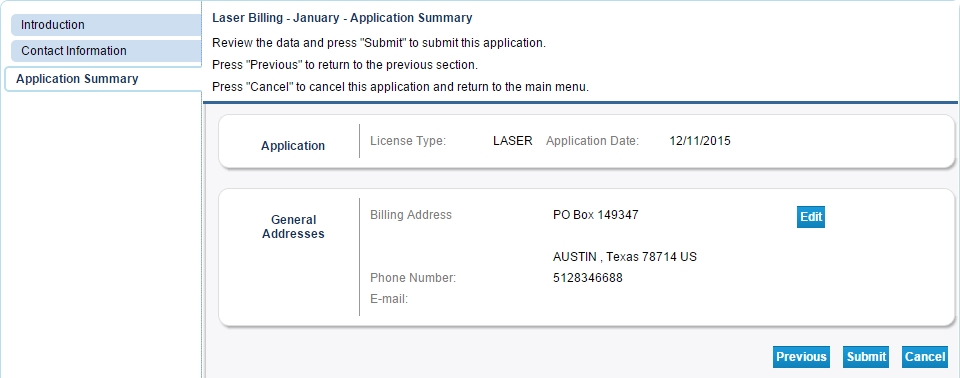 Introduction
Contact Information
Application Summary
Laser Billing - January - Application Summary
Review the data and press "Submit" to submit this application.
Press "Previous" to return to the previous section.
Press "Cancel" to cancel this application and return to the main menu.
Application
License Type: LASER Application Date: 12/11/2015
General
Addresses
Billing Address PO Box 149347 Edit
AUSTIN , Texas 78714 US
Phone Number: 5128346688
E-mail:
Previous Submit Cancel